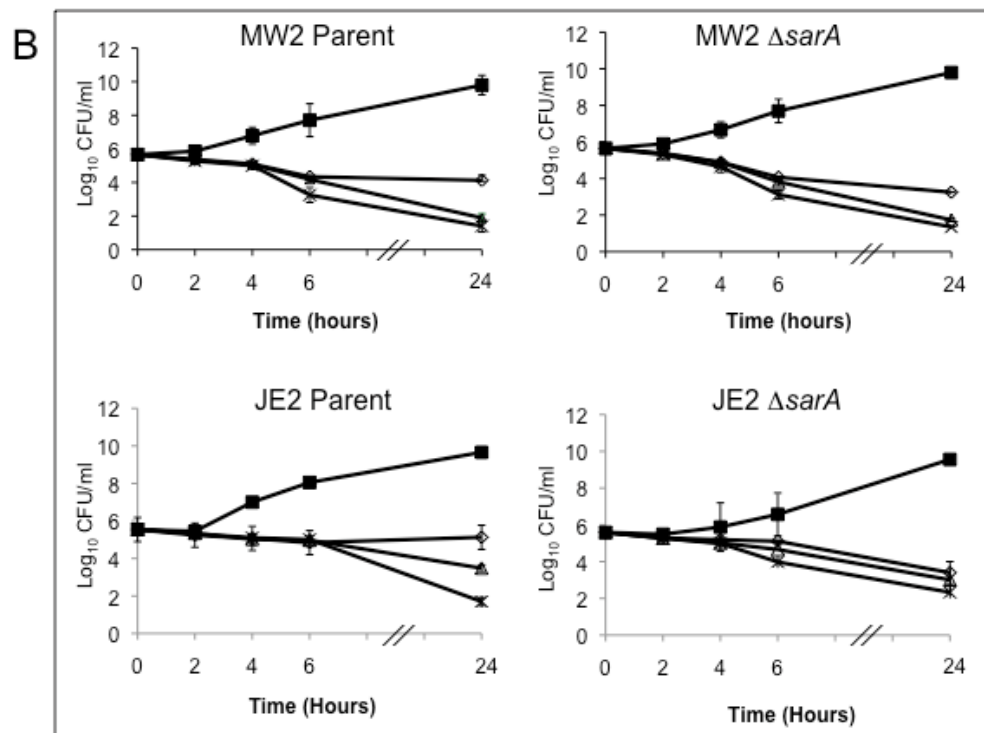 B
MW2 Parent
12
10
8
6
4
2
0
Log10 CFU/ml
0 2 4 6 24
Time (hours)
MW2 ΔsarA
12
10
8
6
4
2
0
Log10 CFU/ml
0 2 4 6 24
Time (hours)
JE2 Parent
12
10
8
6
4
2
0
Log10 CFU/ml
0 2 4 6 24
Time (Hours)
JE2 ΔsarA
12
10
8
6
4
2
0
Log10 CFU/ml
0 2 4 6 24
Time (Hours)